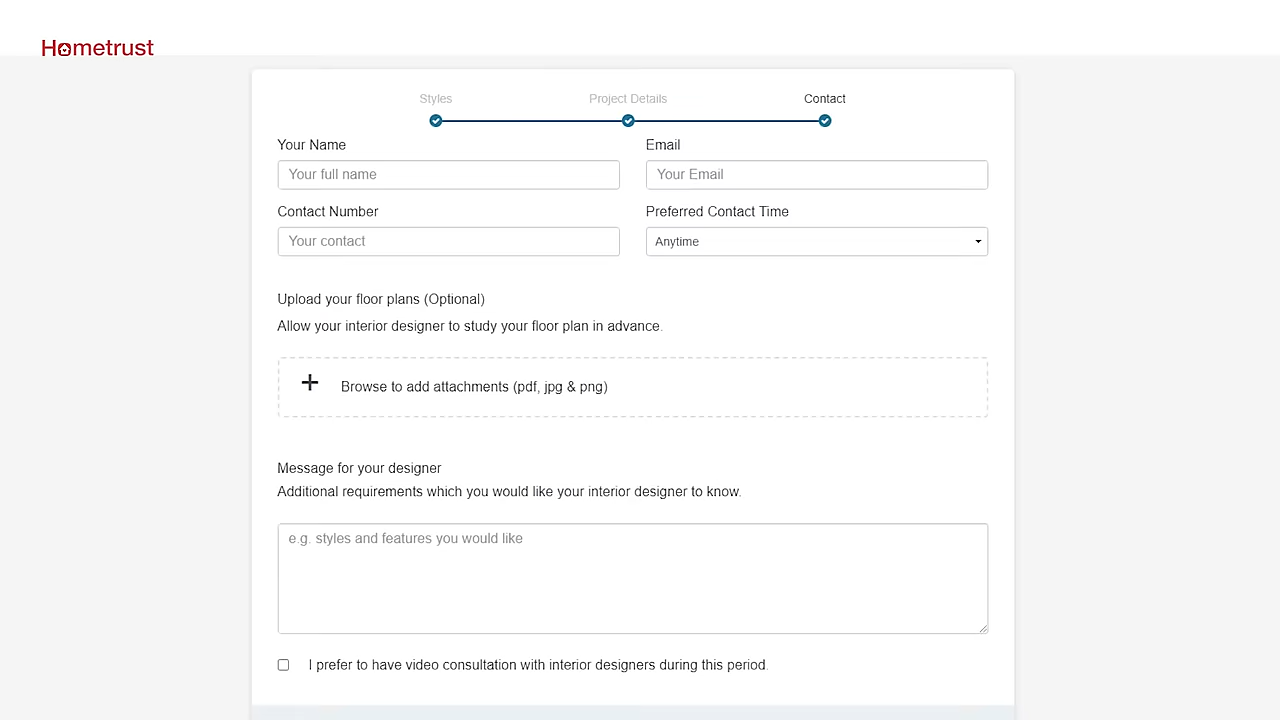 Hometrust
Styles Project Details Contact
Your Name Email
Your full name Your Email
Contact Number Preferred Contact Time
Your contact Anytime
Upload your floor plans (Optional)
Allow your interior designer to study your floor plan in advance.
+ Browse to add attachments (pdf, jpg & png)
Message for your designer
Additional requirements which you would like your interior designer to know.
e.g. styles and features you would like
I prefer to have video consultation with interior designers during this period.